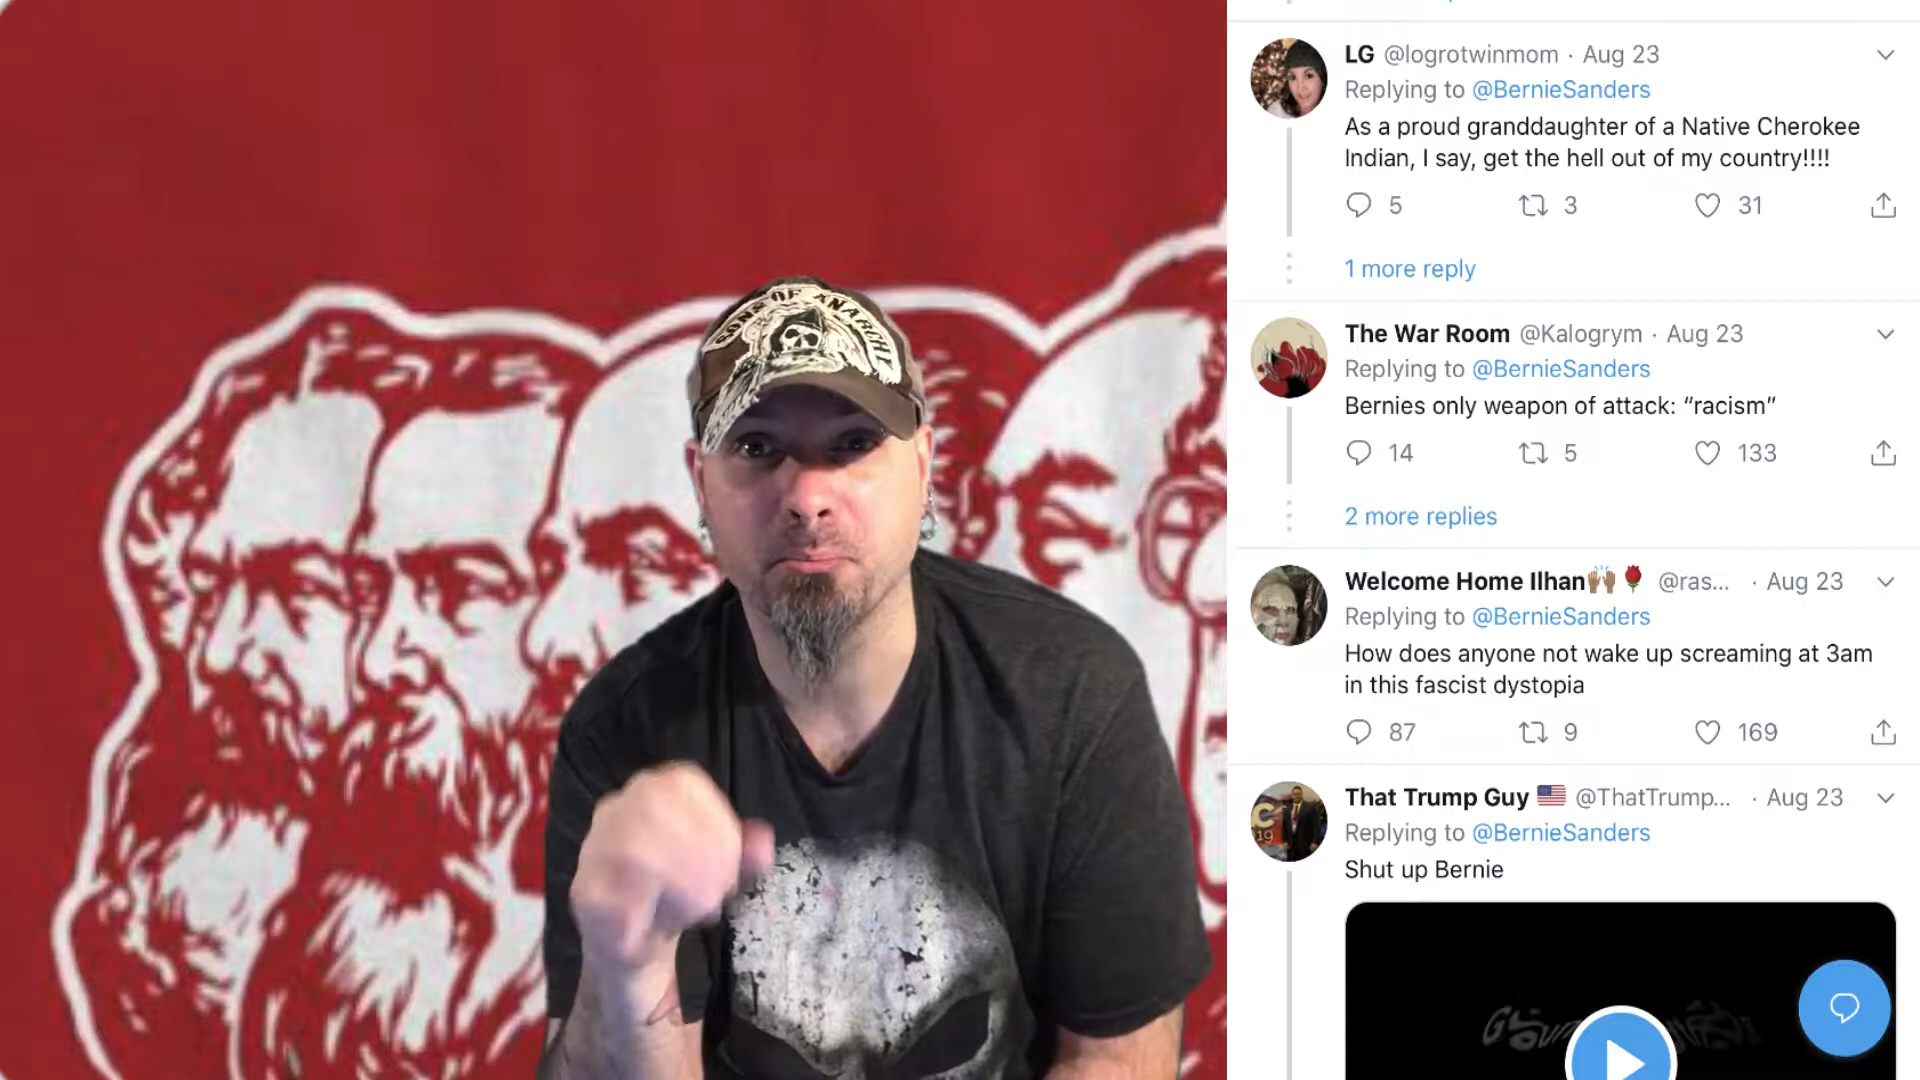 SONS OF ANARCHY
LG @logrotwinmom · Aug 23
Replying to @BernieSanders
As a proud granddaughter of a Native Cherokee
Indian, I say, get the hell out of my country!!!!
5 3 31
1 more reply
The War Room @Kalogrym · Aug 23
Replying to @BernieSanders
Bernies only weapon of attack: “racism”
14 5 133
2 more replies
Welcome Home Ilhan🙌🏽🌹 @ras... · Aug 23
Replying to @BernieSanders
How does anyone not wake up screaming at 3am
in this fascist dystopia
87 9 169
C
19
That Trump Guy 🇺🇸 @ThatTrump... · Aug 23
Replying to @BernieSanders
Shut up Bernie